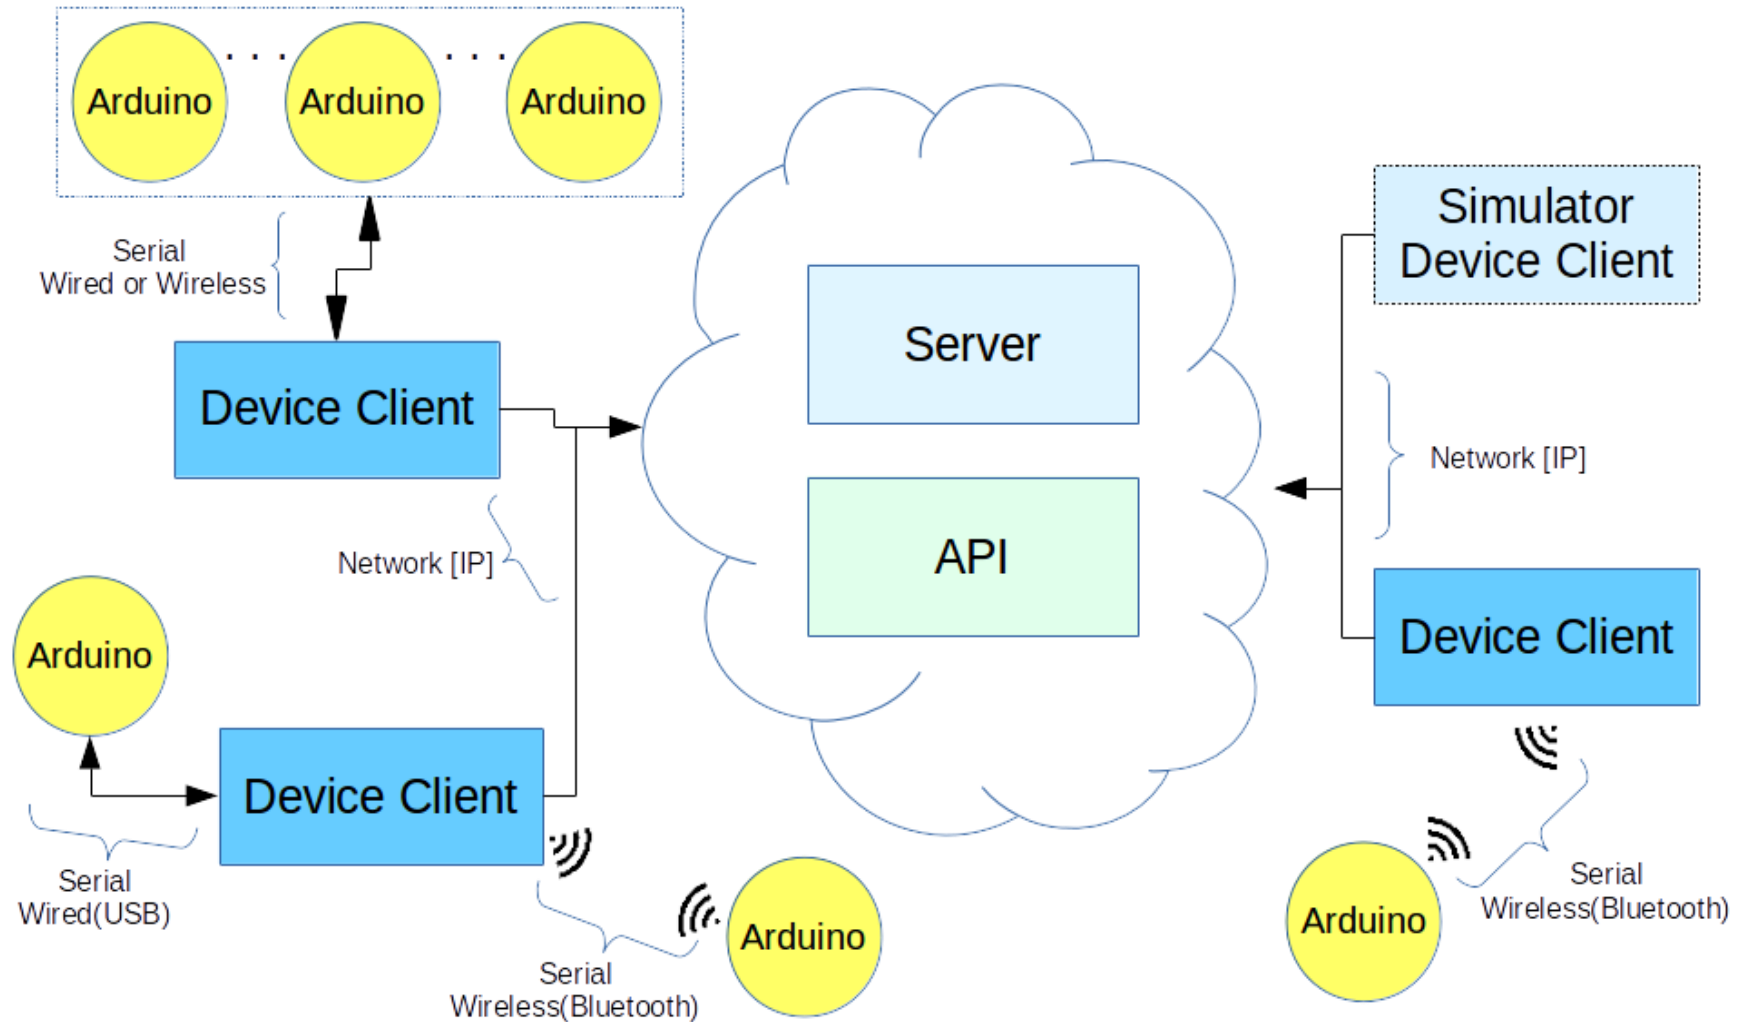 Arduino
. . .
Arduino
. . .
Arduino
Serial
Wired or Wireless
Device Client
Network [IP]
Arduino
Device Client
Serial
Wired(USB)
Serial
Wireless(Bluetooth)
Arduino
Server
API
Simulator
Device Client
Network [IP]
Device Client
Serial
Wireless(Bluetooth)
Arduino